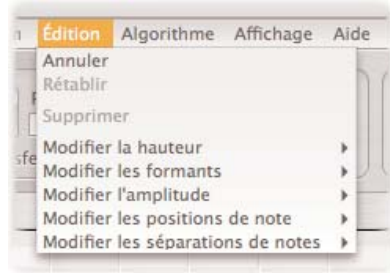 Édition Algorithme Affichage Aide
Annuler
Rétablir
Supprimer
Modifier la hauteur
Modifier les formants
Modifier l'amplitude
Modifier les positions de note
Modifier les séparations de notes